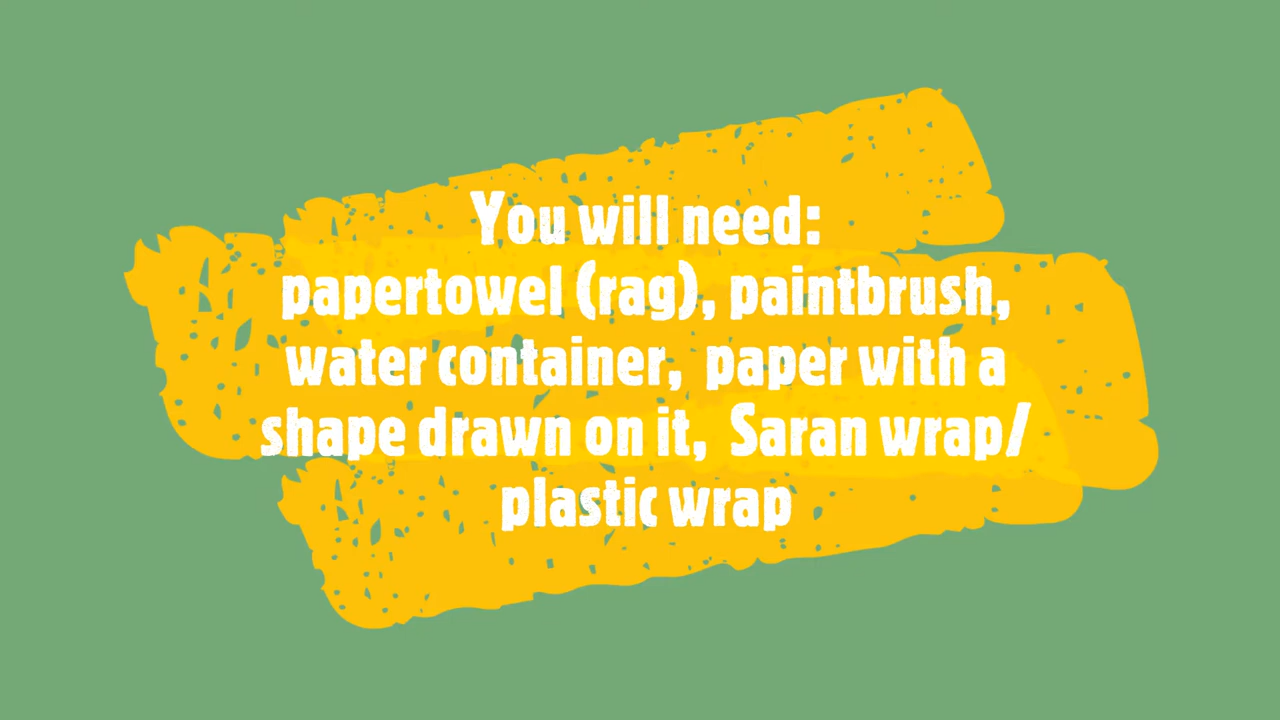 You will need:
papertowel (rag), paintbrush,
water container,  paper with a
shape drawn on it,  Saran wrap/
plastic wrap